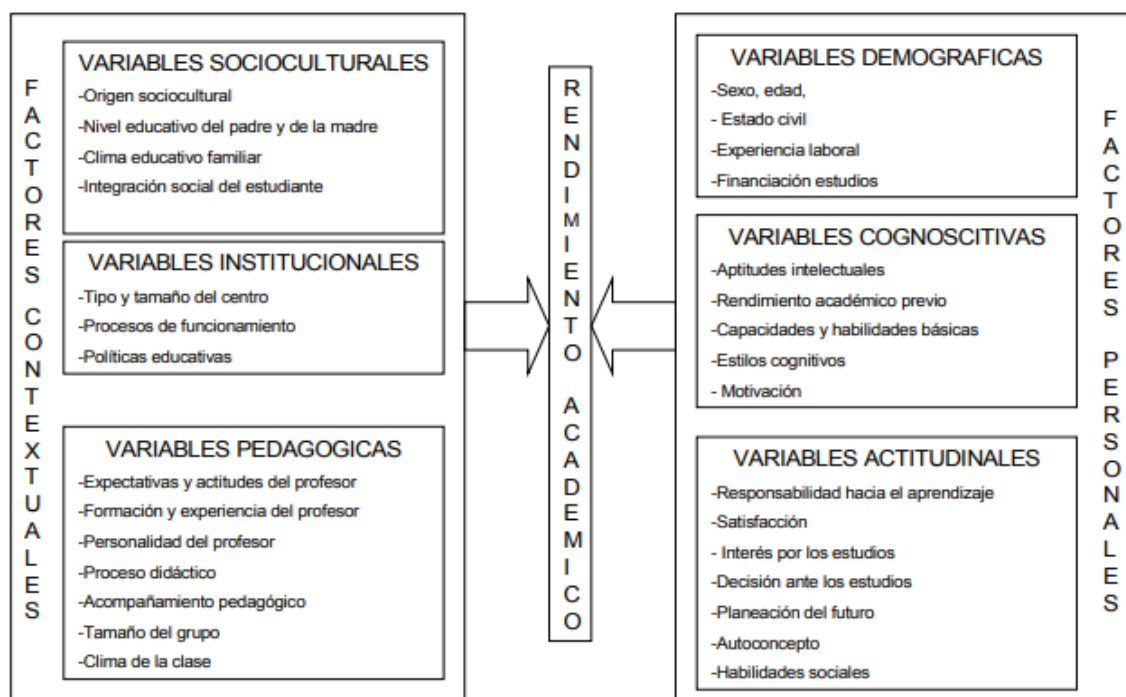 FACTORES CONTEXTUALES
VARIABLES SOCIOCULTURALES
-Origen sociocultural
-Nivel educativo del padre y de la madre
-Clima educativo familiar
-Integración social del estudiante
VARIABLES INSTITUCIONALES
-Tipo y tamaño del centro
-Procesos de funcionamiento
-Políticas educativas
VARIABLES PEDAGOGICAS
-Expectativas y actitudes del profesor
-Formación y experiencia del profesor
-Personalidad del profesor
-Proceso didáctico
-Acompañamiento pedagógico
-Tamaño del grupo
-Clima de la clase
RENDIMIENTO ACADEMICO
VARIABLES DEMOGRAFICAS
-Sexo, edad,
- Estado civil
-Experiencia laboral
-Financiación estudios
VARIABLES COGNOSCITIVAS
-Aptitudes intelectuales
-Rendimiento académico previo
-Capacidades y habilidades básicas
-Estilos cognitivos
- Motivación
VARIABLES ACTITUDINALES
-Responsabilidad hacia el aprendizaje
-Satisfacción
- Interés por los estudios
-Decisión ante los estudios
-Planeación del futuro
-Autoconcepto
-Habilidades sociales
FACTORES PERSONALES